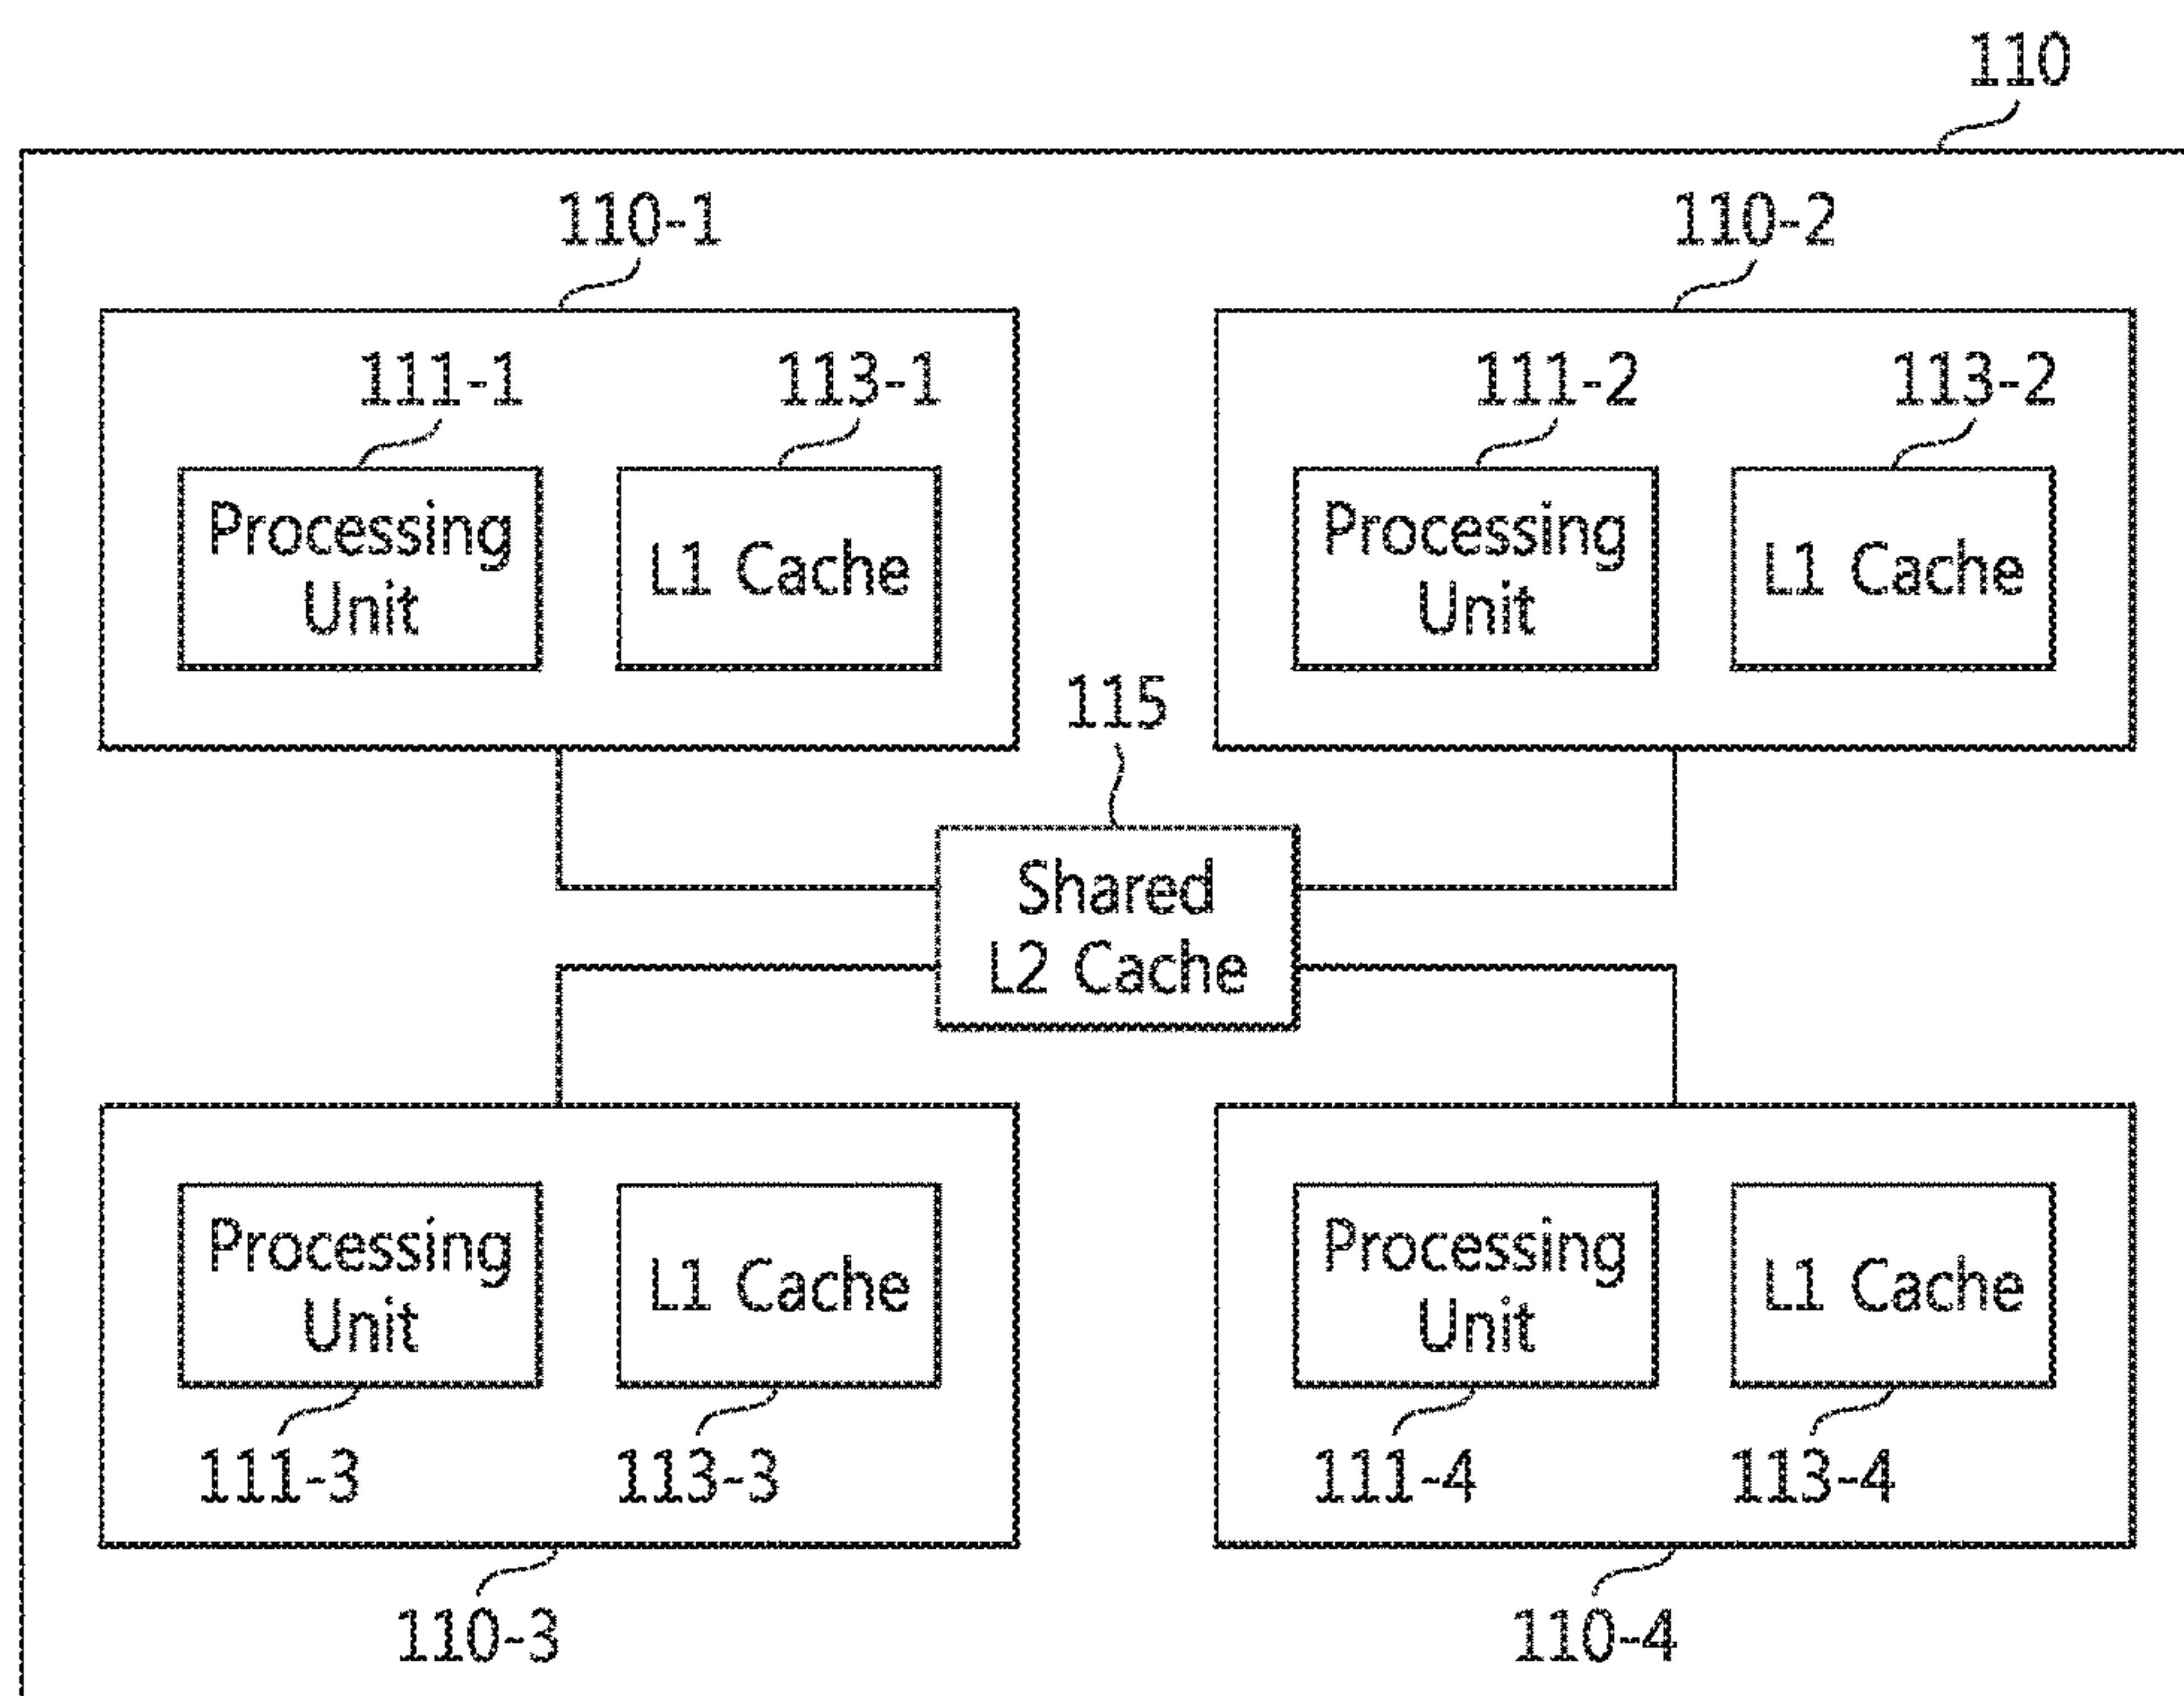 110
110-1
110-2
111-1
113-1
111-2
113-2
Processing
Unit
L1 Cache
Processing
Unit
L1 Cache
115
Shared
L2 Cache
Processing
Unit
L1 Cache
Processing
Unit
L1 Cache
111-3
113-3
111-4
113-4
110-3
110-4